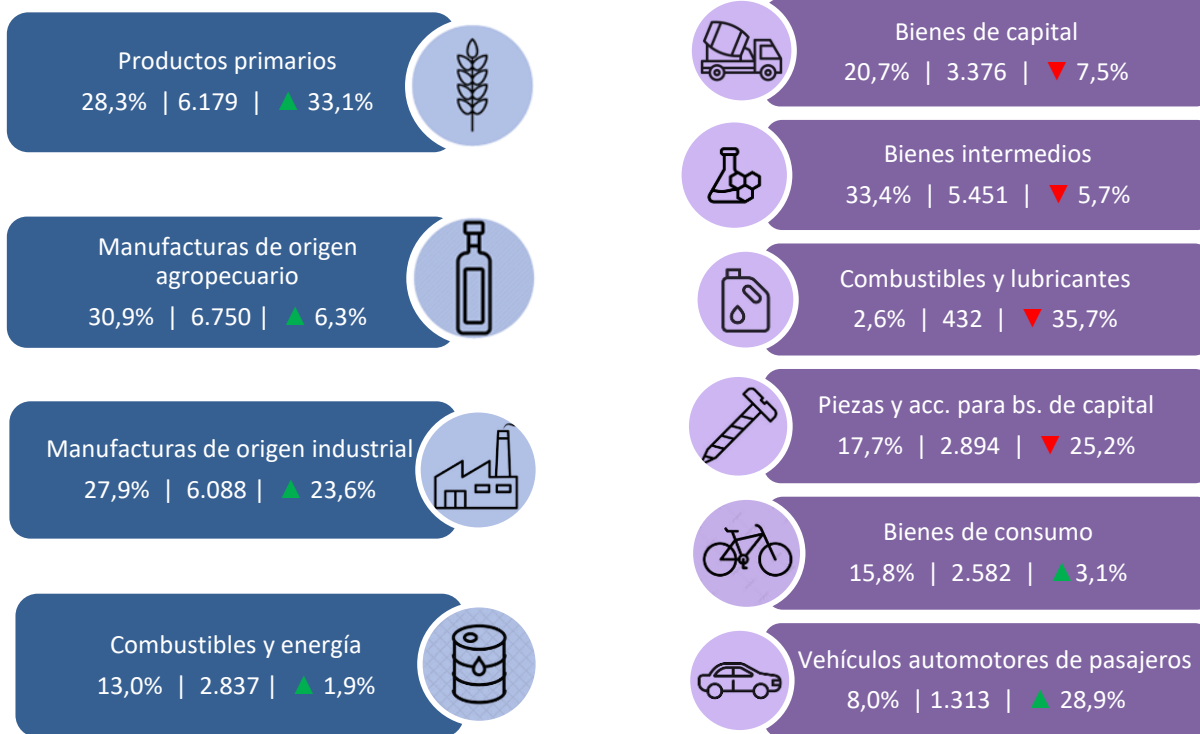 Productos primarios
28,3% | 6.179 | ▲ 33,1%
Manufacturas de origen
agropecuario
30,9% | 6.750 | ▲ 6,3%
Manufacturas de origen industrial
27,9% | 6.088 | ▲ 23,6%
Combustibles y energía
13,0% | 2.837 | ▲ 1,9%
Bienes de capital
20,7% | 3.376 | ▼ 7,5%
Bienes intermedios
33,4% | 5.451 | ▼ 5,7%
Combustibles y lubricantes
2,6% | 432 | ▼ 35,7%
Piezas y acc. para bs. de capital
17,7% | 2.894 | ▼ 25,2%
Bienes de consumo
15,8% | 2.582 | ▲3,1%
Vehículos automotores de pasajeros
8,0% | 1.313 | ▲ 28,9%